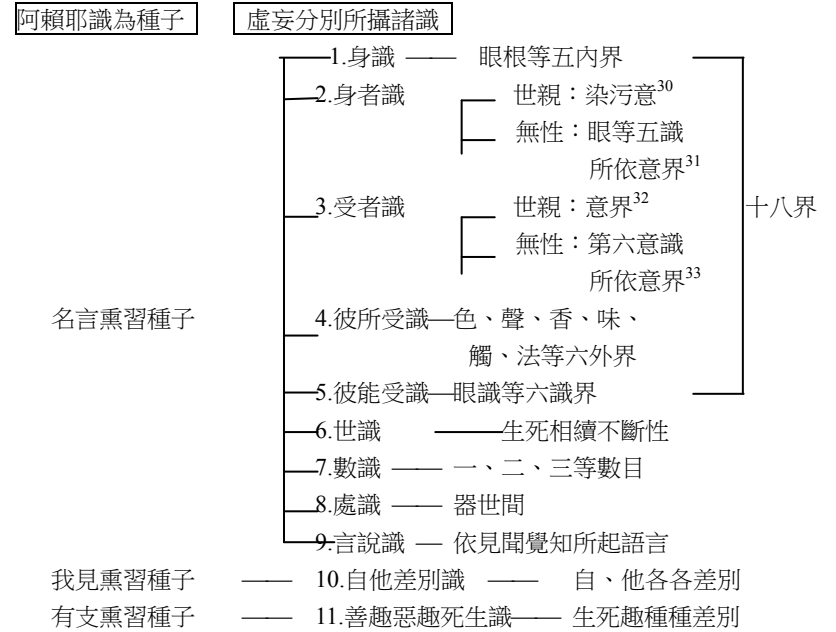 阿賴耶識為種子 虛妄分別所攝諸識
1.身識 —— 眼根等五內界
2.身者識 世親：染污意30
無性：眼等五識
所依意界31
3.受者識 世親：意界32 十八界
無性：第六意識
所依意界33
名言熏習種子 4.彼所受識—色、聲、香、味、
觸、法等六外界
5.彼能受識—眼識等六識界
6.世識 ——生死相續不斷性
7.數識 —— 一、二、三等數目
8.處識 —— 器世間
9.言說識 — 依見聞覺知所起語言
我見熏習種子 —— 10.自他差別識 —— 自、他各各差別
有支熏習種子 —— 11.善趣惡趣死生識—— 生死趣種種差別